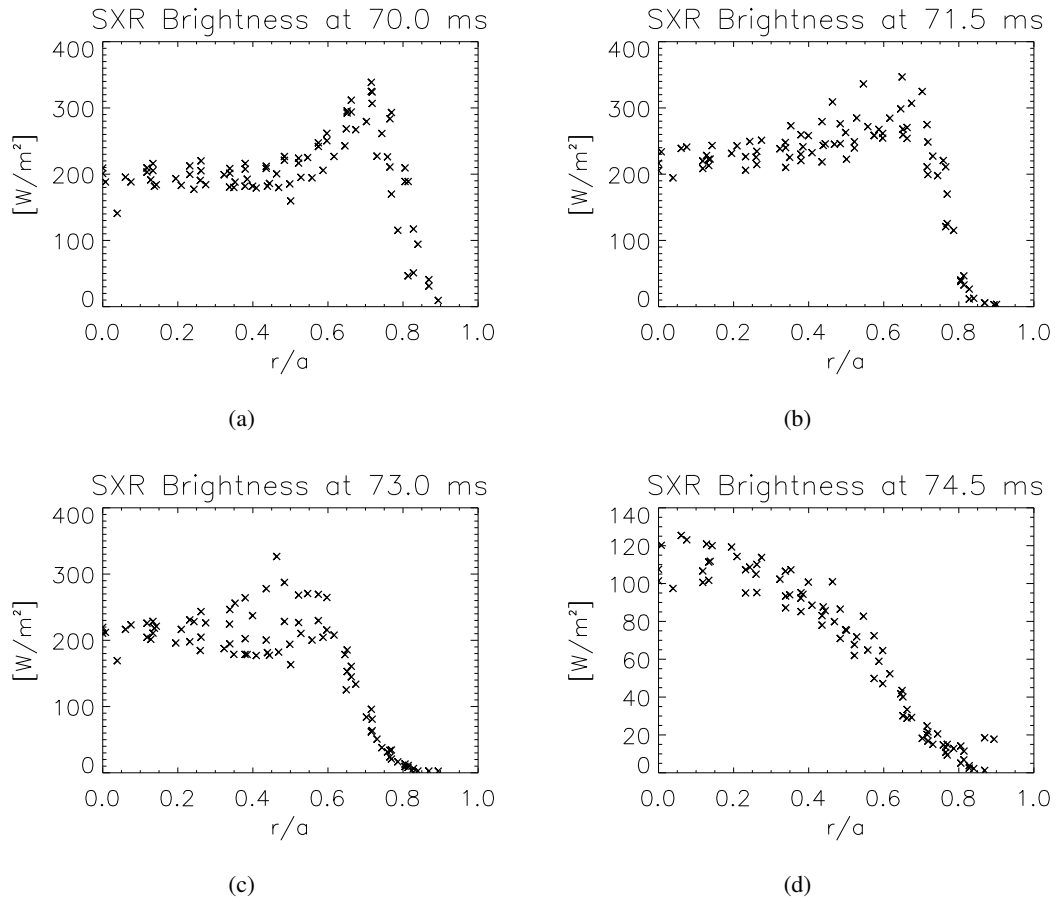 SXR Brightness at 70.0 ms
400
300
200
100
0
[W/m²]
0.0 0.2 0.4 0.6 0.8 1.0
r/a
(a)
SXR Brightness at 71.5 ms
400
300
200
100
0
[W/m²]
0.0 0.2 0.4 0.6 0.8 1.0
r/a
(b)
SXR Brightness at 73.0 ms
400
300
200
100
0
[W/m²]
0.0 0.2 0.4 0.6 0.8 1.0
r/a
(c)
SXR Brightness at 74.5 ms
140
120
100
80
60
40
20
0
[W/m²]
0.0 0.2 0.4 0.6 0.8 1.0
r/a
(d)